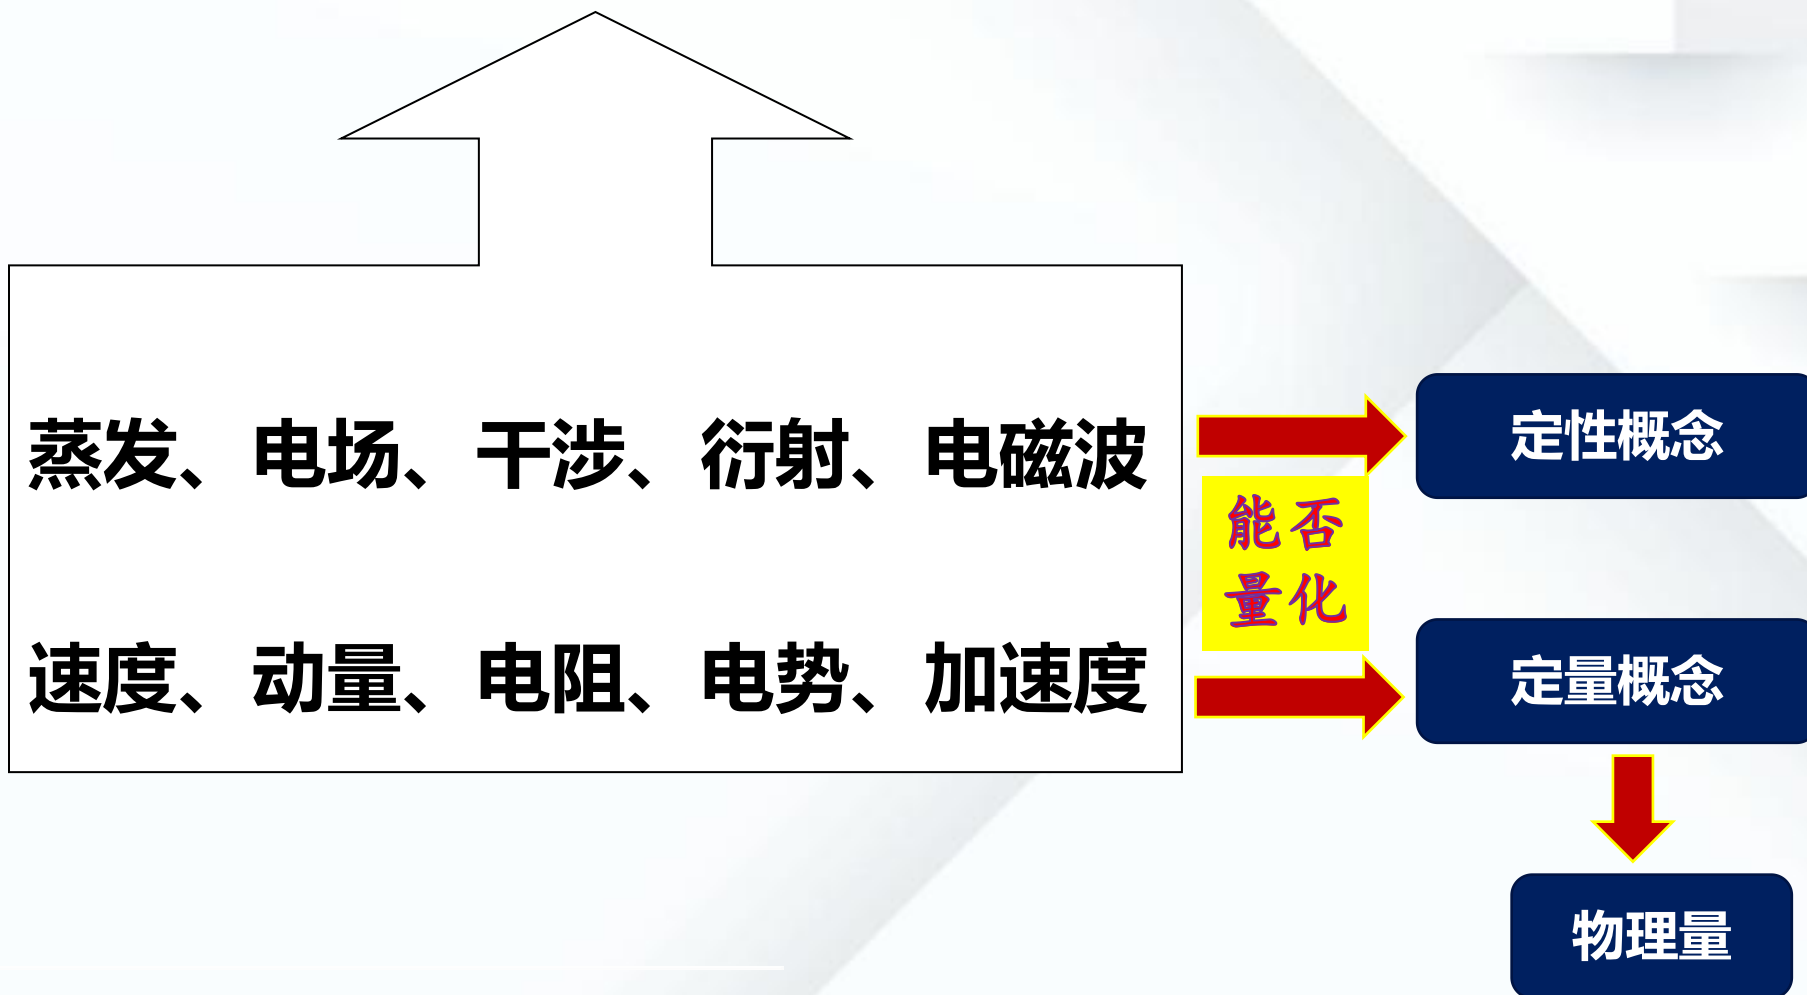 蒸发、电场、干涉、衍射、电磁波
定性概念
能否
量化
速度、动量、电阻、电势、加速度
定量概念
物理量